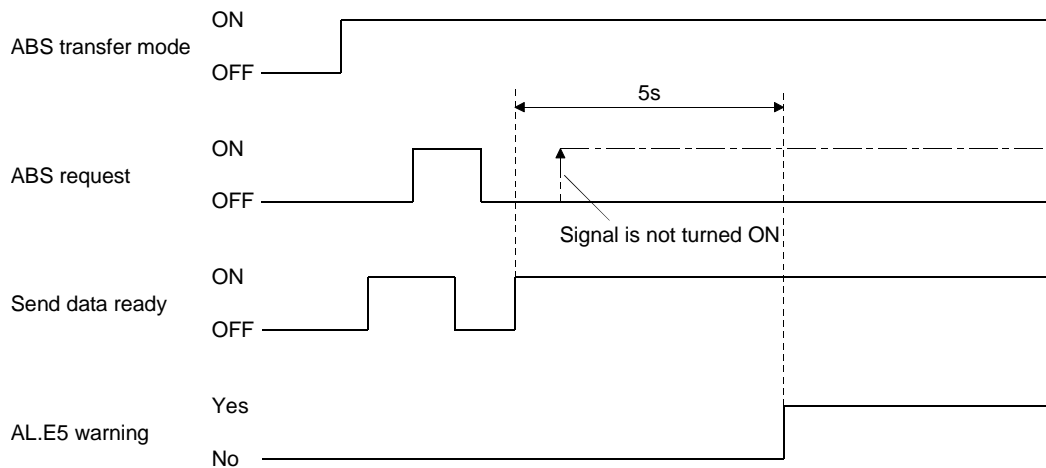 ON
ABS transfer mode
OFF
5s
ON
ABS request
OFF
Signal is not turned ON
ON
Send data ready
OFF
Yes
AL.E5 warning
No